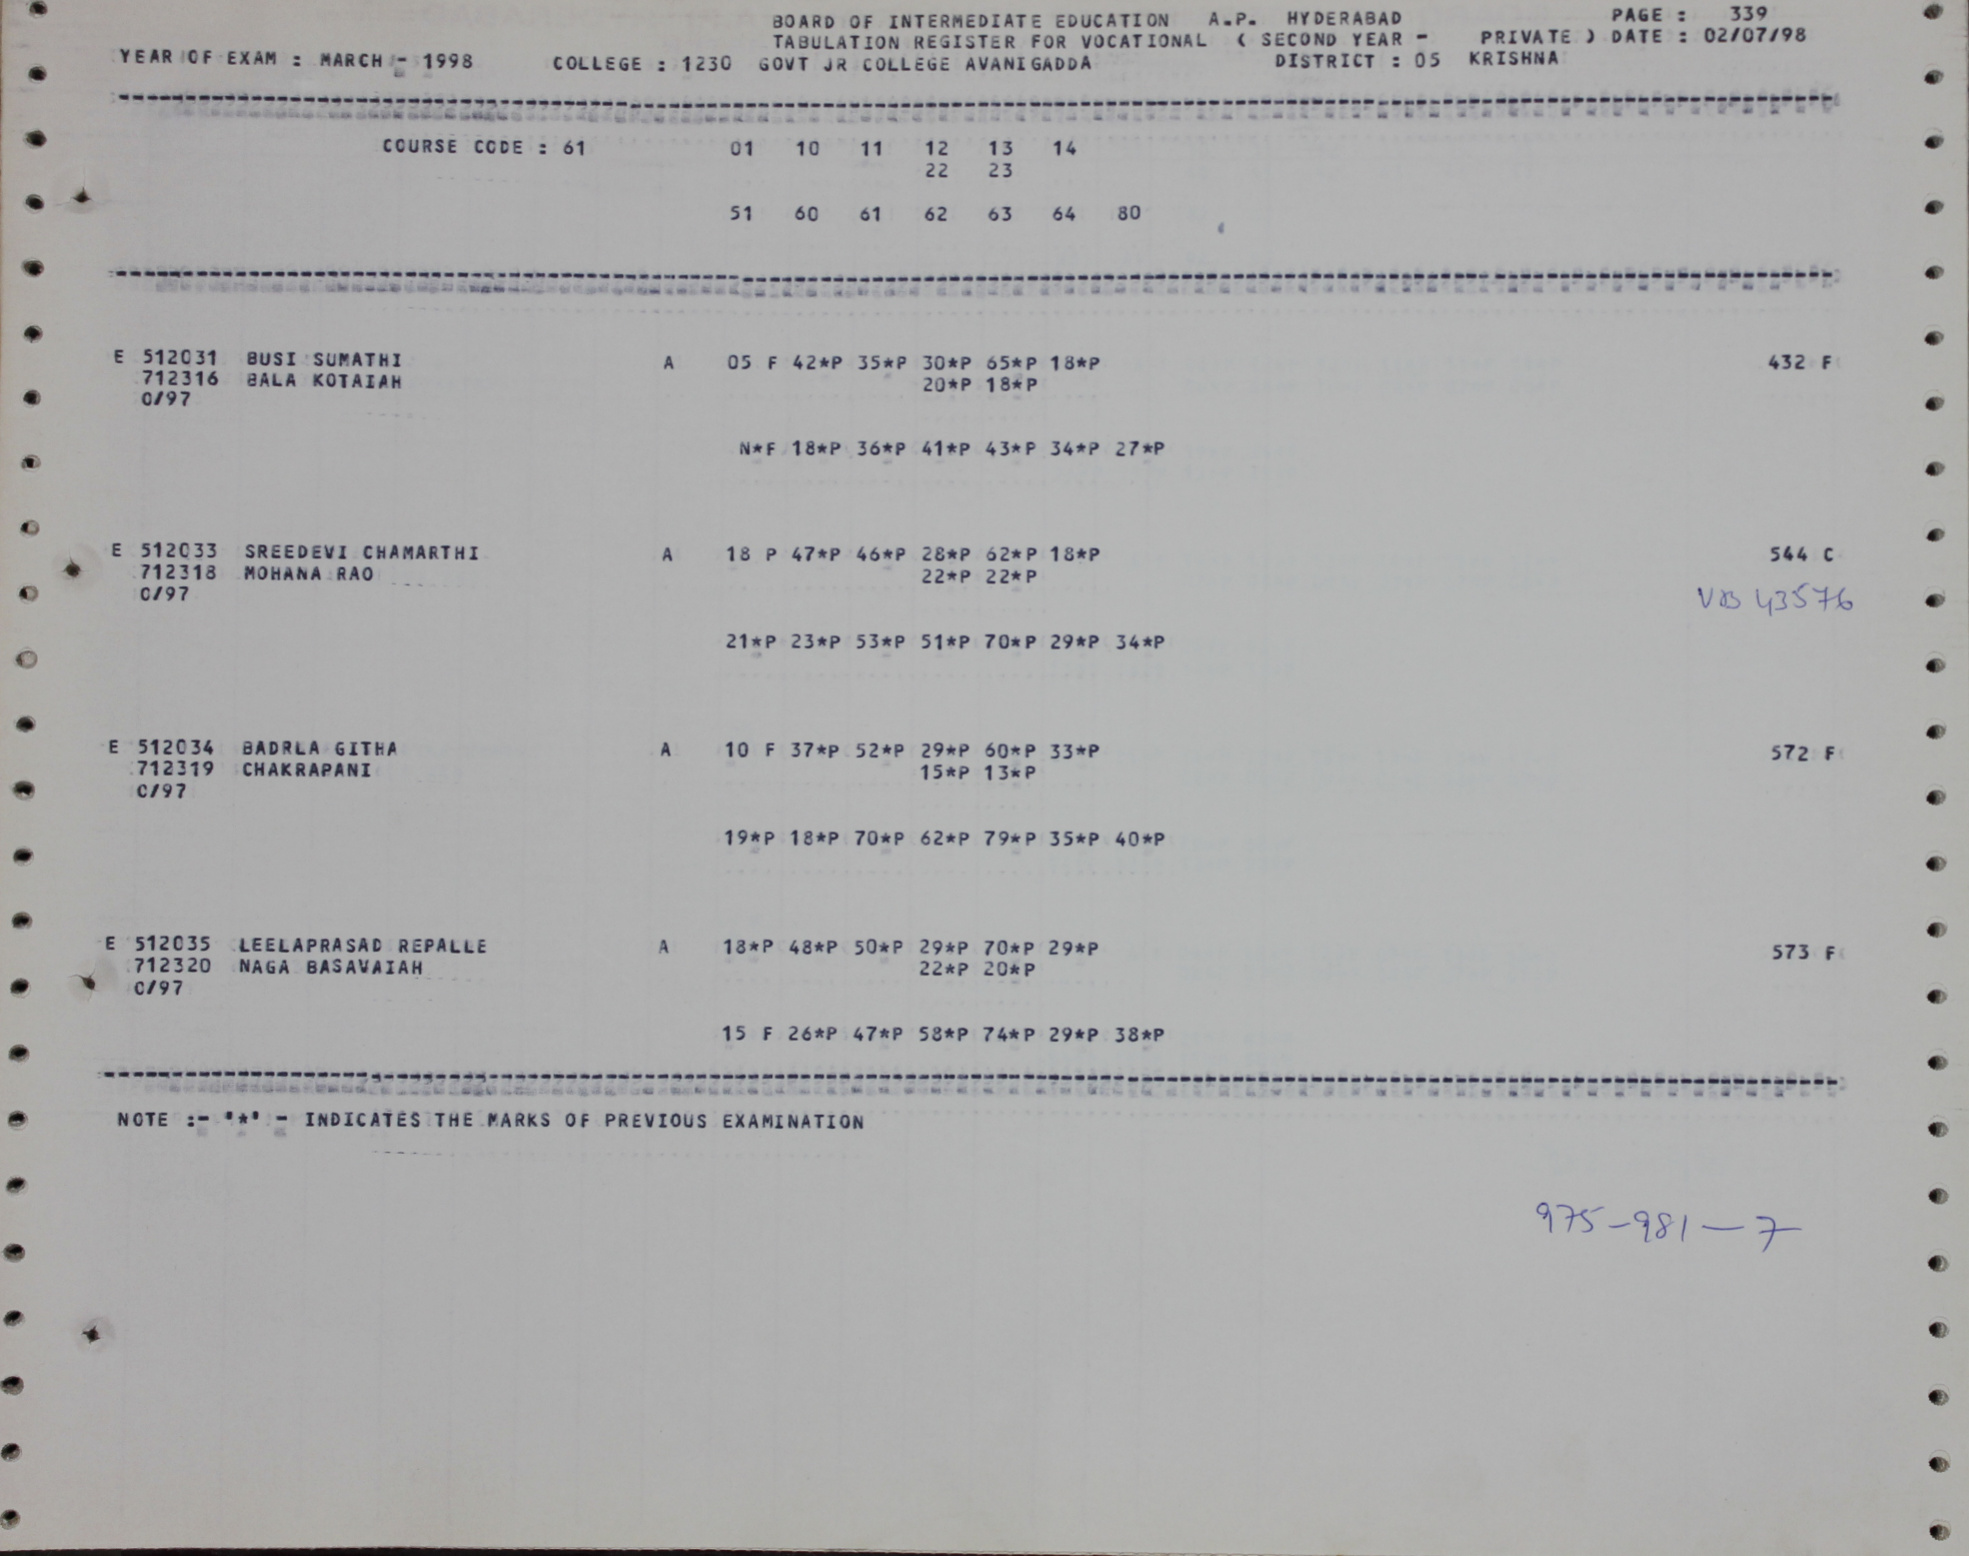 BOARD OF INTERMEDIATE EDUCATION A.P. HYDERABAD PAGE : 339
TABULATION REGISTER FOR VOCATIONAL ( SECOND YEAR - PRIVATE ) DATE : 02/07/98
YEAR OF EXAM : MARCH - 1998 COLLEGE : 1230 GOVT JR COLLEGE AVANIGADDA DISTRICT : 05 KRISHNA
COURSE CODE : 61 01 10 11 12 13 14
22 23
51 60 61 62 63 64 80
E 512031 BUSI SUMATHI A 05 F 42*P 35*P 30*P 65*P 18*P 432 F
712316 BALA KOTAIAH 20*P 18*P
0/97
N*F 18*P 36*P 41*P 43*P 34*P 27*P
E 512033 SREEDEVI CHAMARTHI A 18 P 47*P 46*P 28*P 62*P 18*P 544 C
712318 MOHANA RAO 22*P 22*P
0/97 43576
21*P 23*P 53*P 51*P 70*P 29*P 34*P
E 512034 BADRLA GITHA A 10 F 37*P 52*P 29*P 60*P 33*P 572 F
712319 CHAKRAPANI 15*P 13*P
0/97
19*P 18*P 70*P 62*P 79*P 35*P 40*P
E 512035 LEELAPRASAD REPALLE A 18*P 48*P 50*P 29*P 70*P 29*P 573 F
712320 NAGA BASAVAIAH 22*P 20*P
0/97
15 F 26*P 47*P 58*P 74*P 29*P 38*P
NOTE :- "*" - INDICATES THE MARKS OF PREVIOUS EXAMINATION
975-981-7